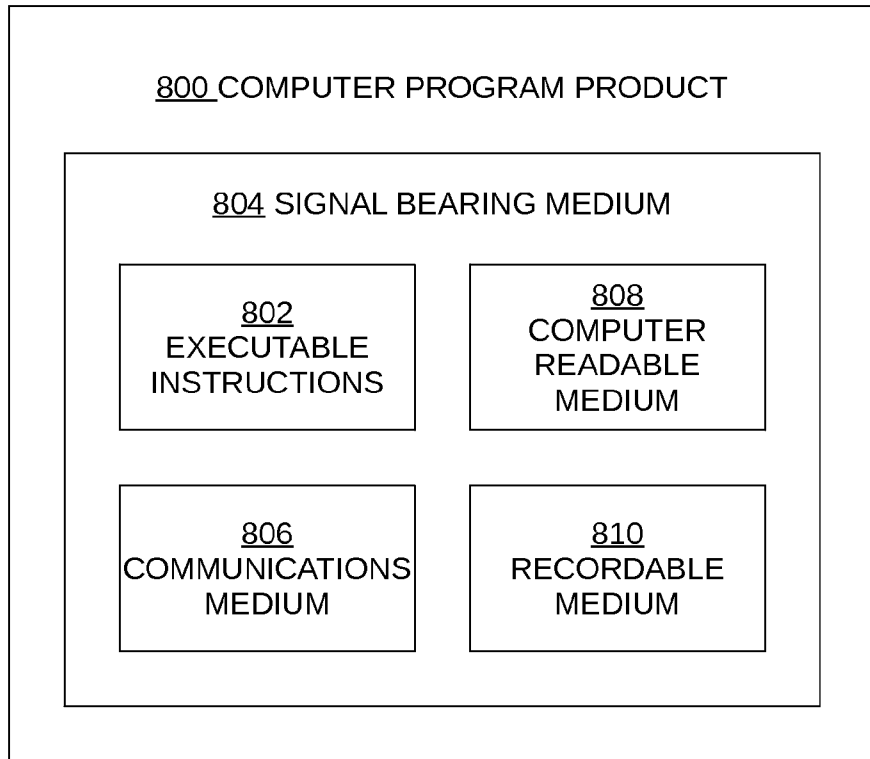 800 COMPUTER PROGRAM PRODUCT
804 SIGNAL BEARING MEDIUM
802
EXECUTABLE
INSTRUCTIONS
808
COMPUTER
READABLE
MEDIUM
806
COMMUNICATIONS
MEDIUM
810
RECORDABLE
MEDIUM